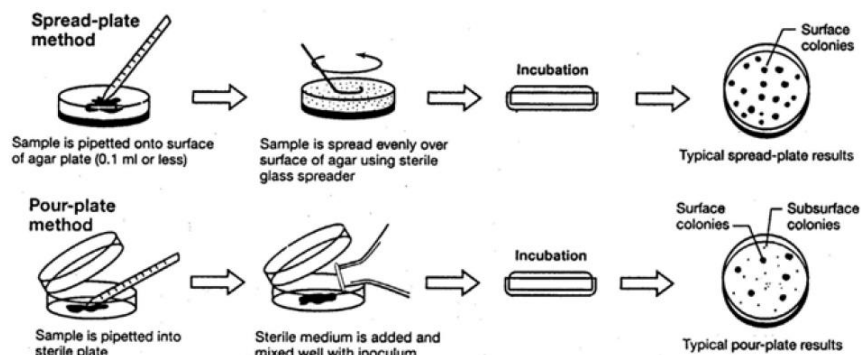 Spread-plate
method
Sample is pipetted onto surface
of agar plate (0.1 ml or less)
Sample is spread evenly over
surface of agar using sterile
glass spreader
Incubation
Surface
colonies
Typical spread-plate results
Pour-plate
method
Sample is pipetted into
sterile plate
Sterile medium is added and
mixed well with inoculum
Incubation
Surface
colonies
Subsurface
colonies
Typical pour-plate results